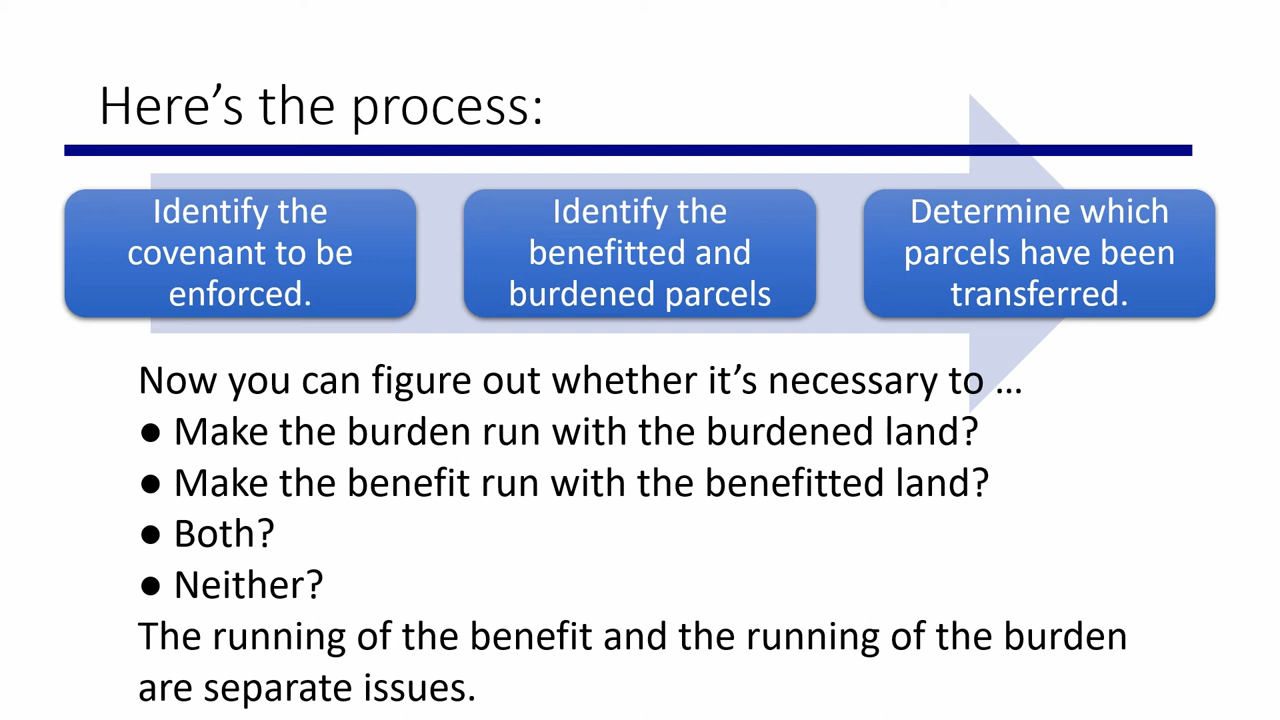 Here’s the process:
Identify the
covenant to be
enforced.
Identify the
benefitted and
burdened parcels
Determine which
parcels have been
transferred.
Now you can figure out whether it’s necessary to …
● Make the burden run with the burdened land?
● Make the benefit run with the benefitted land?
● Both?
● Neither?
The running of the benefit and the running of the burden
are separate issues.